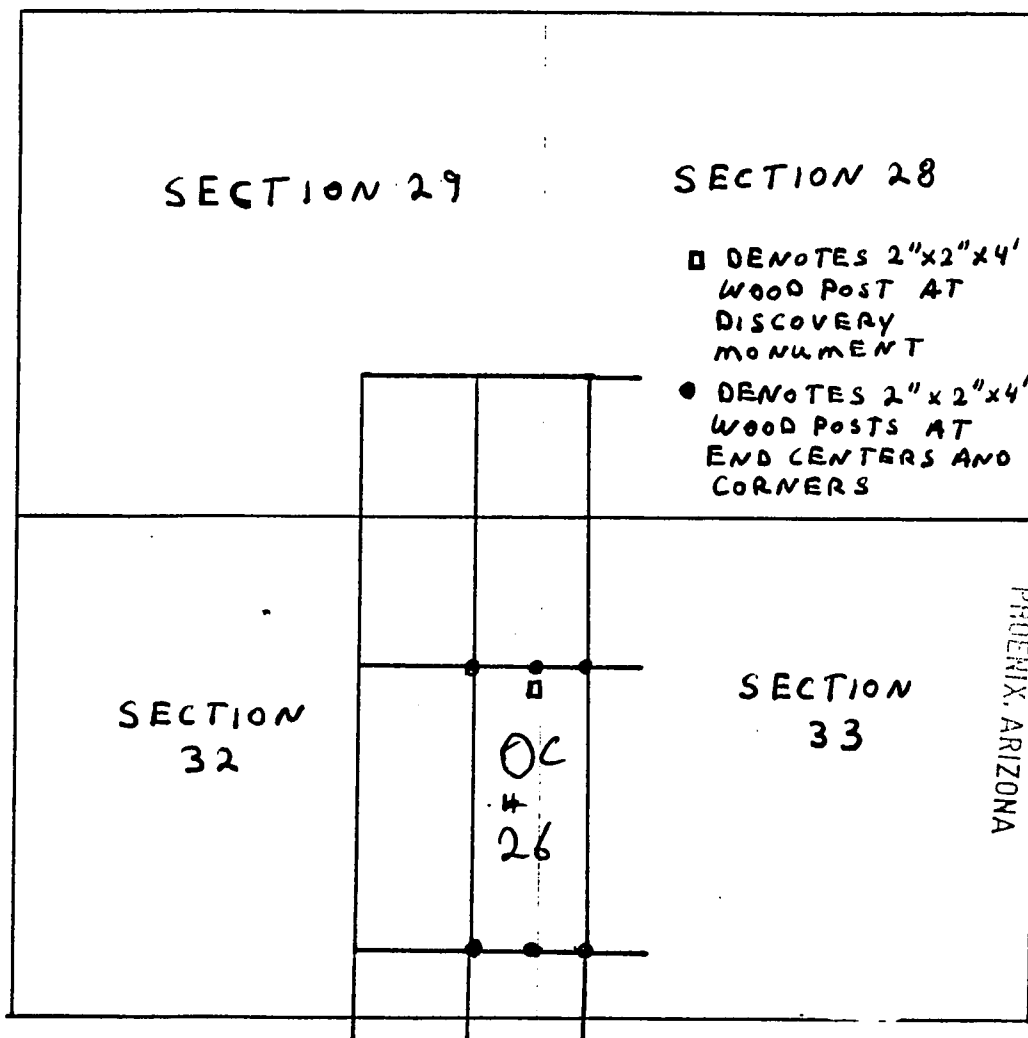 SECTION 29
SECTION 28
DENOTES 2"x2"x4'
WOOD POST AT
DISCOVERY
MONUMENT
DENOTES 2"x2"x4'
WOOD POSTS AT
END CENTERS AND
CORNERS
SECTION
32
OC
#
26
SECTION
33
PHOENIX, ARIZONA